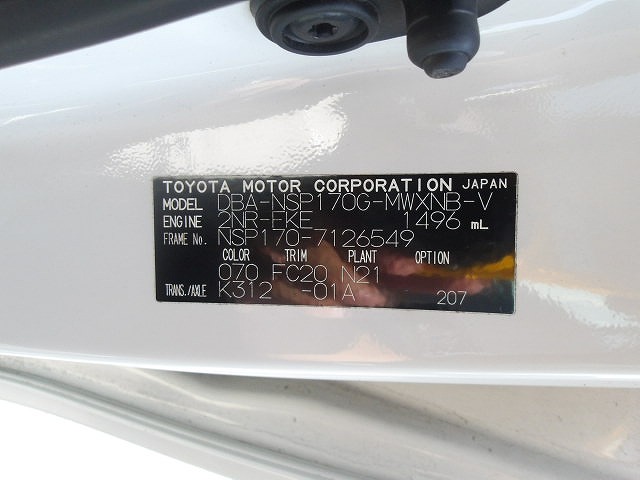 TOYOTA MOTOR CORPORATION JAPAN
MODEL DBA-NSP170G-MWXNB-V
ENGINE 2NR-FKE 1496 mL
FRAME NO. NSP170-7126549
COLOR TRIM PLANT OPTION
070 FC20 N21
TRANS./AXLE K312 -01A 207